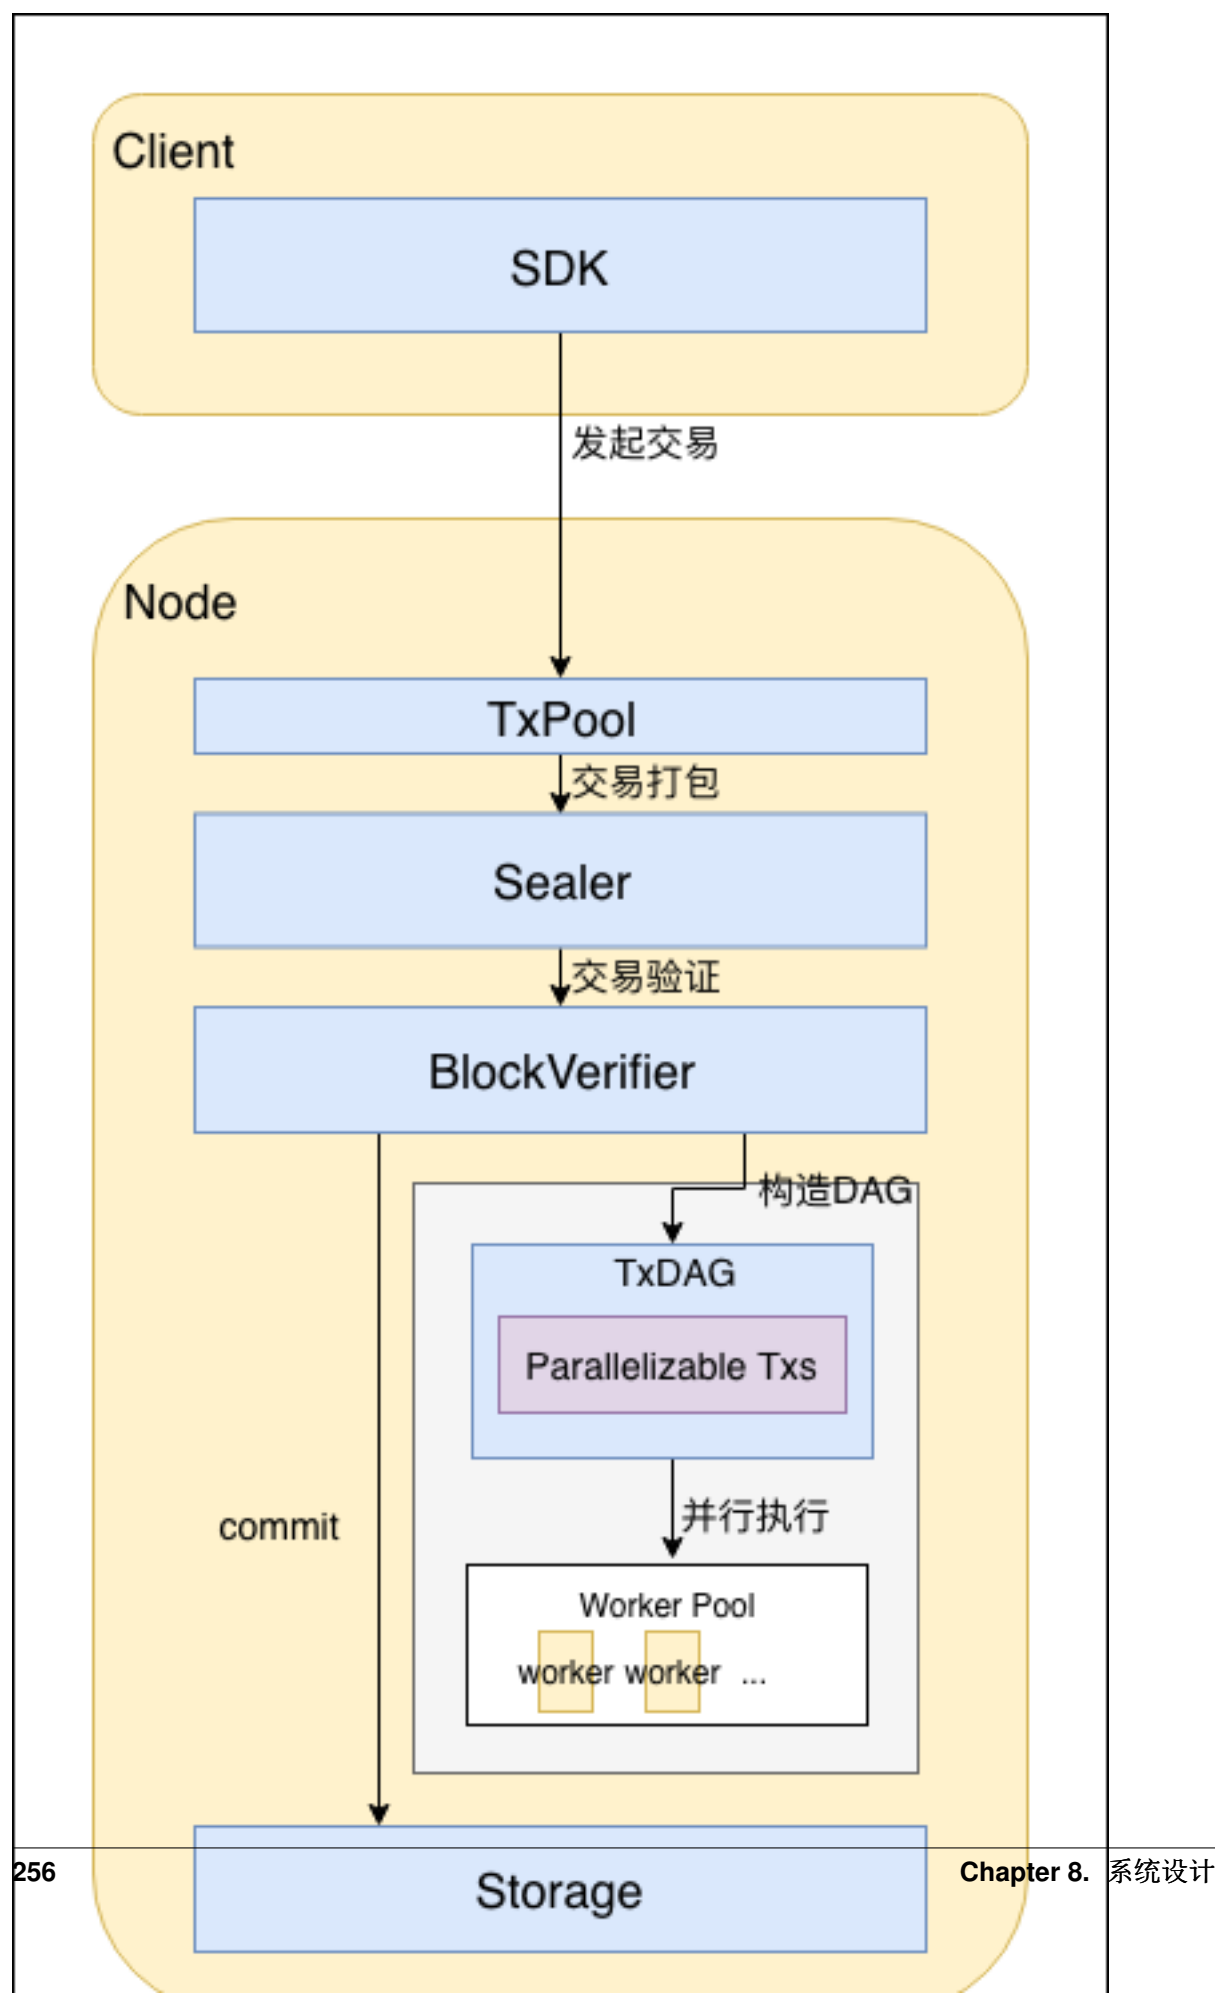 Client
SDK
发起交易
Node
TxPool
交易打包
Sealer
交易验证
BlockVerifier
构造DAG
TxDAG
Parallelizable Txs
commit
并行执行
Worker Pool
worker worker ...
Storage
256 Chapter 8. 系统设计